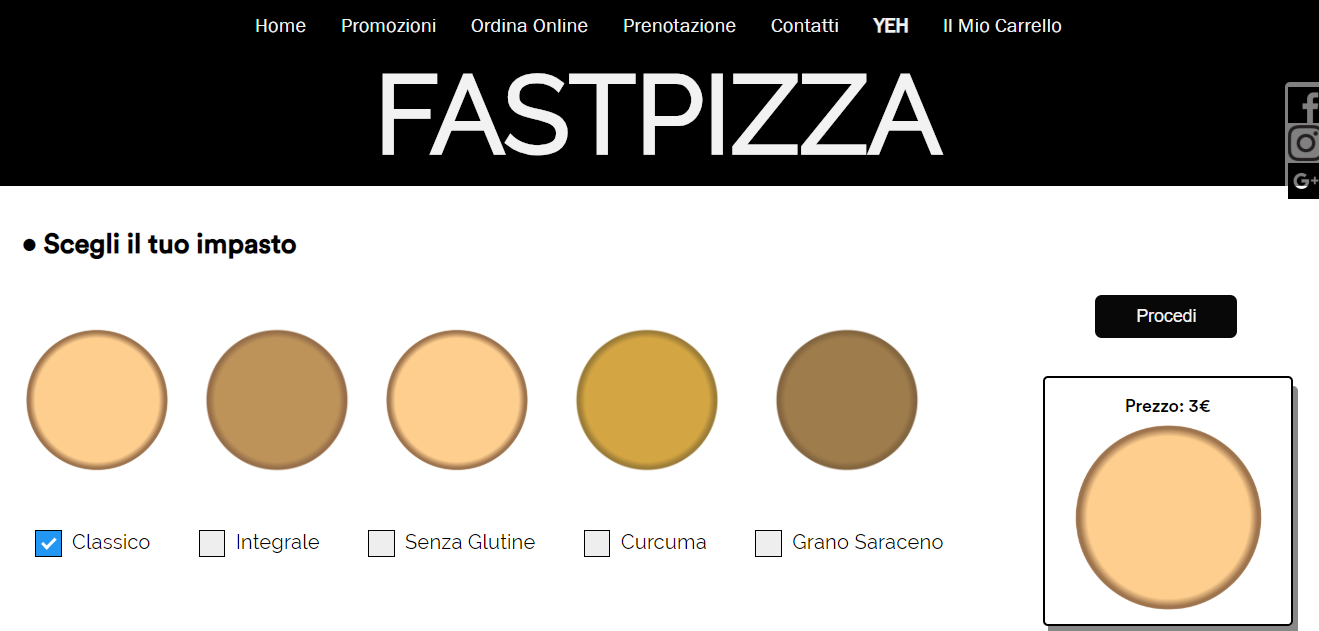 Home Promozioni Ordina Online Prenotazione Contatti YEH Il Mio Carrello
FASTPIZZA
G+
• Scegli il tuo impasto
Procedi
Prezzo: 3€
Classico Integrale Senza Glutine Curcuma Grano Saraceno